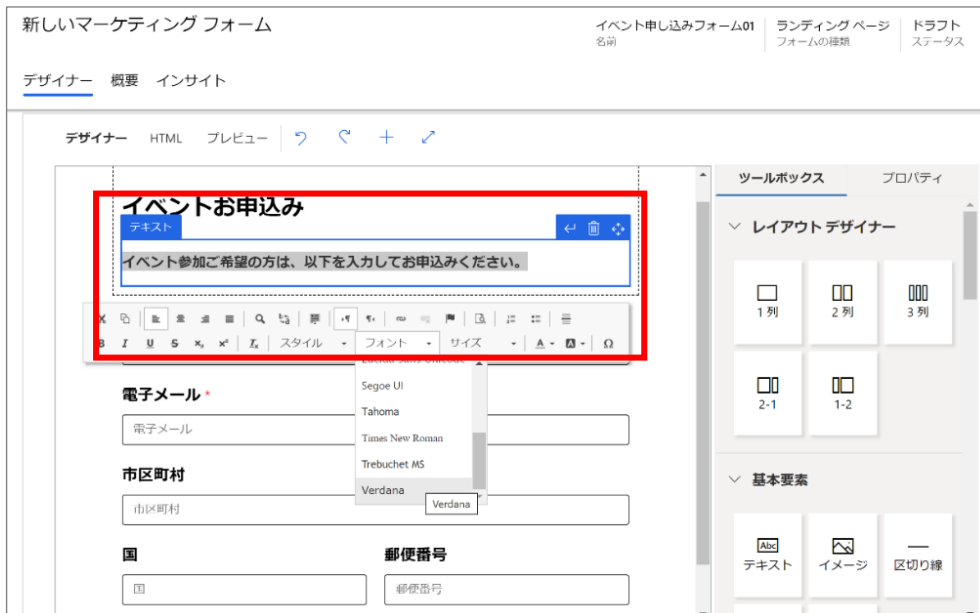 新しいマーケティング フォーム
イベント申し込みフォーム01
名前
ランディング ページ
フォームの種類
ドラフト
ステータス
デザイナー 概要 インサイト
デザイナー HTML プレビュー
ツールボックス プロパティ
イベントお申込み
テキスト
イベント参加ご希望の方は、以下を入力してお申込みください。
B I U S x₂ x² Ix スタイル フォント サイズ A A Ω
Lucida Sans Unicode
Segoe UI
Tahoma
Times New Roman
Trebuchet MS
Verdana
Verdana
電子メール *
電子メール
市区町村
市区町村
国 郵便番号
国 郵便番号
レイアウト デザイナー
1 列 2 列 3 列
2-1 1-2
基本要素
Abc
テキスト イメージ 区切り線